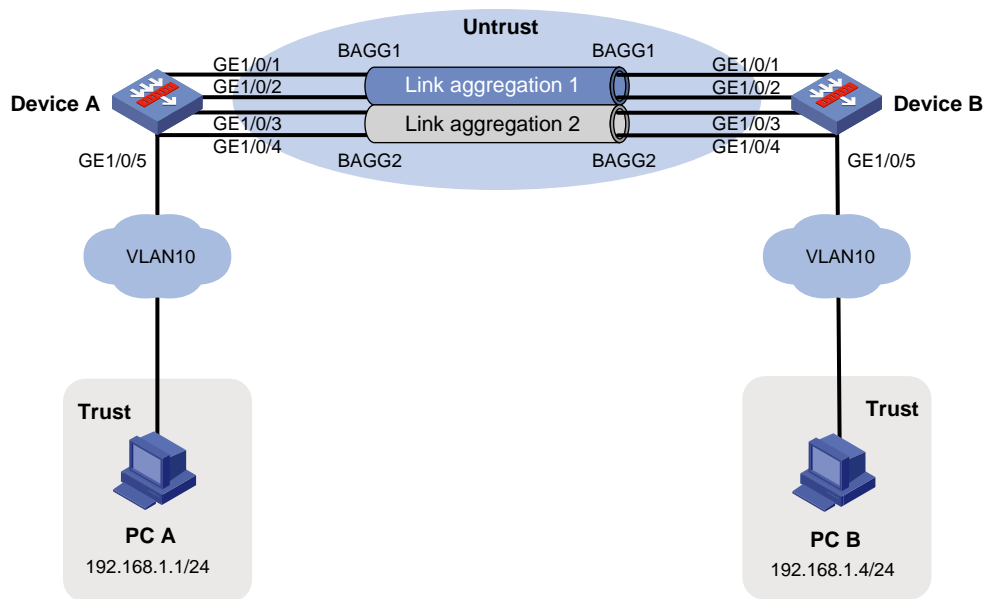 Untrust
BAGG1
BAGG1
GE1/0/1
GE1/0/1
Link aggregation 1
GE1/0/2
GE1/0/2
Device A
Device B
Link aggregation 2
GE1/0/3
GE1/0/3
GE1/0/4
GE1/0/4
BAGG2
BAGG2
GE1/0/5
GE1/0/5
VLAN10
VLAN10
Trust
Trust
PC A
PC B
192.168.1.1/24
192.168.1.4/24